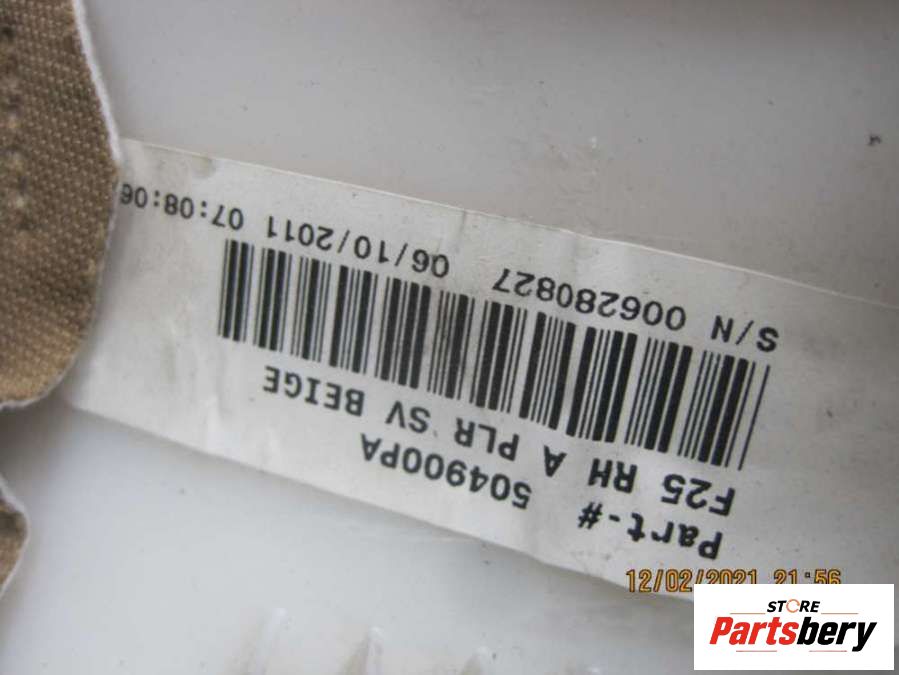 Part-# 504900PA
F25 RH A PLR SV BEIGE
S/N 006280827 06/10/2011 07:08:06
12/02/2021 21:56
STORE
Partsbery